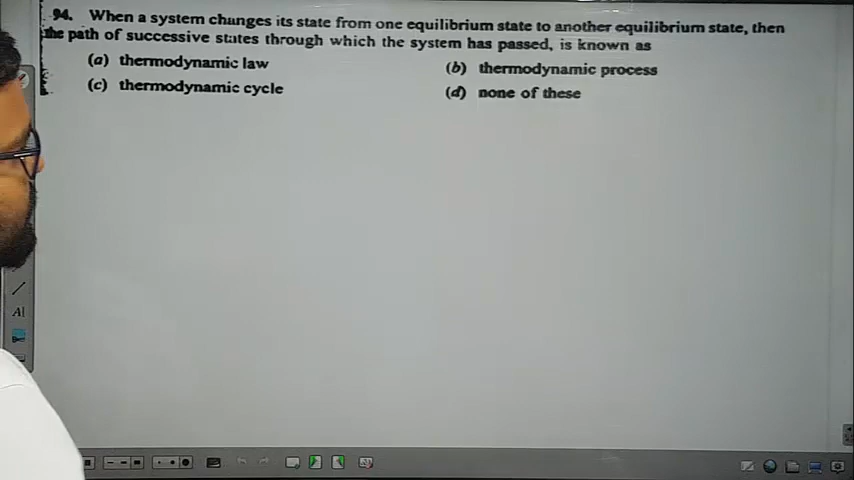 94. When a system changes its state from one equilibrium state to another equilibrium state, then
the path of successive states through which the system has passed, is known as
(a) thermodynamic law (b) thermodynamic process
(c) thermodynamic cycle (d) none of these
A